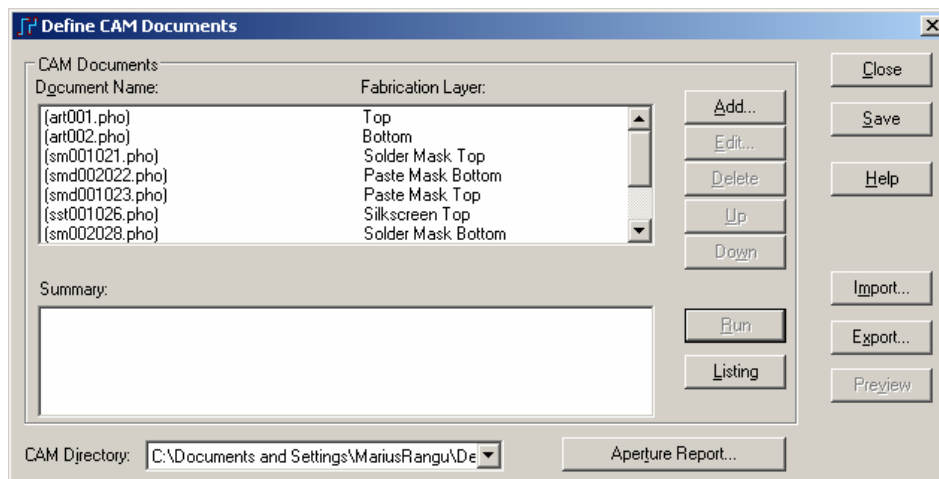 Define CAM Documents
CAM Documents
Document Name: Fabrication Layer:
(art001.pho) Top
(art002.pho) Bottom
(sm001021.pho) Solder Mask Top
(smd002022.pho) Paste Mask Bottom
(smd001023.pho) Paste Mask Top
(sst001026.pho) Silkscreen Top
(sm002028.pho) Solder Mask Bottom
Add...
Edit...
Delete
Up
Down
Summary:
Run
Listing
CAM Directory: C:\Documents and Settings\MariusRangu\De
Aperture Report...
Close
Save
Help
Import...
Export...
Preview